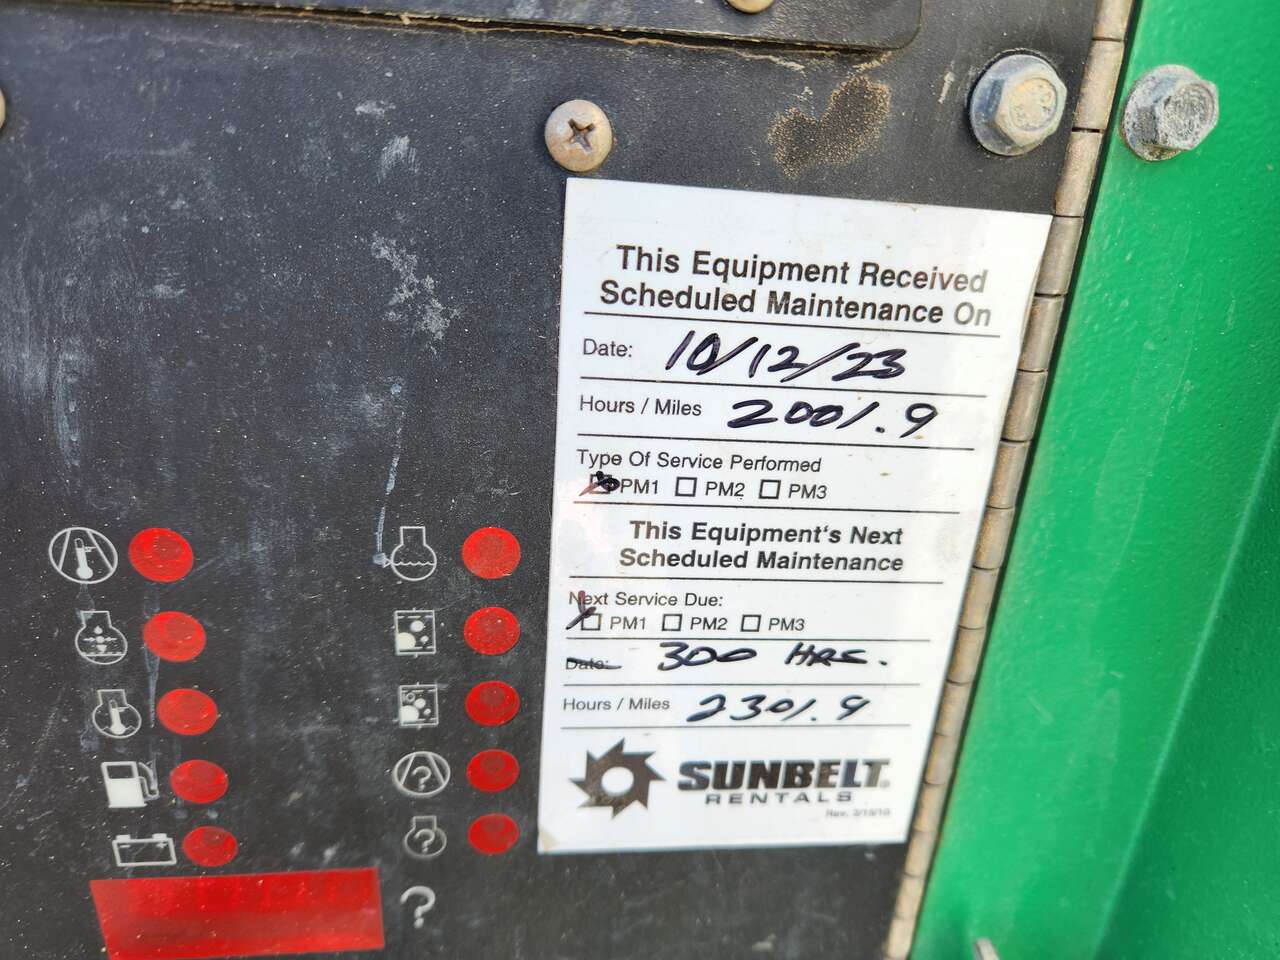 This Equipment Received
Scheduled Maintenance On
Date: 10/12/23
Hours / Miles 2001.9
Type Of Service Performed
PM1 PM2 PM3
This Equipment's Next
Scheduled Maintenance
Next Service Due:
PM1 PM2 PM3
Date: 300 HRS.
Hours / Miles 2301.9
SUNBELT
RENTALS
?
?
?